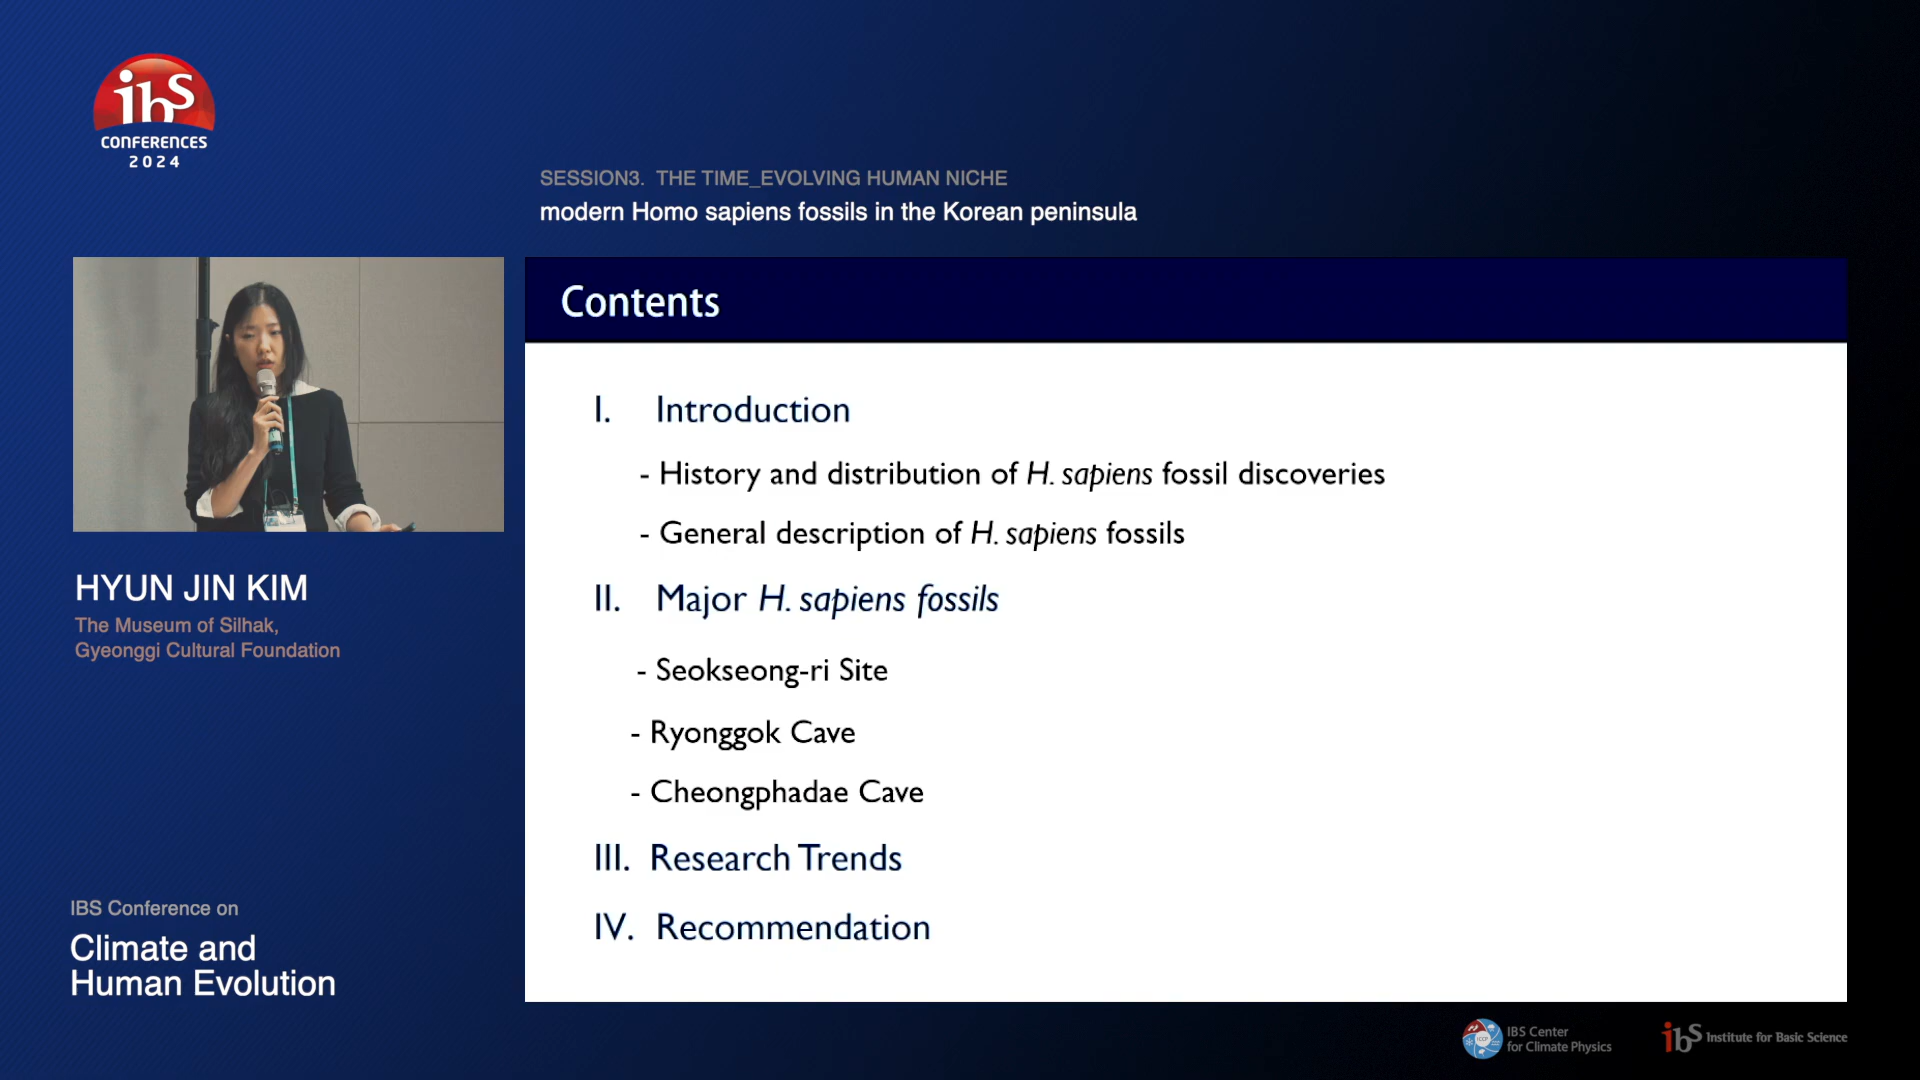 ibs
CONFERENCES
2024
SESSION3. THE TIME_EVOLVING HUMAN NICHE
modern Homo sapiens fossils in the Korean peninsula
Contents
I. Introduction
- History and distribution of H. sapiens fossil discoveries
- General description of H. sapiens fossils
II. Major H. sapiens fossils
- Seokseong-ri Site
- Ryonggok Cave
- Cheongphadae Cave
III. Research Trends
IV. Recommendation
HYUN JIN KIM
The Museum of Silhak,
Gyeonggi Cultural Foundation
IBS Conference on
Climate and
Human Evolution
IBS Center
for Climate Physics
ibs Institute for Basic Science